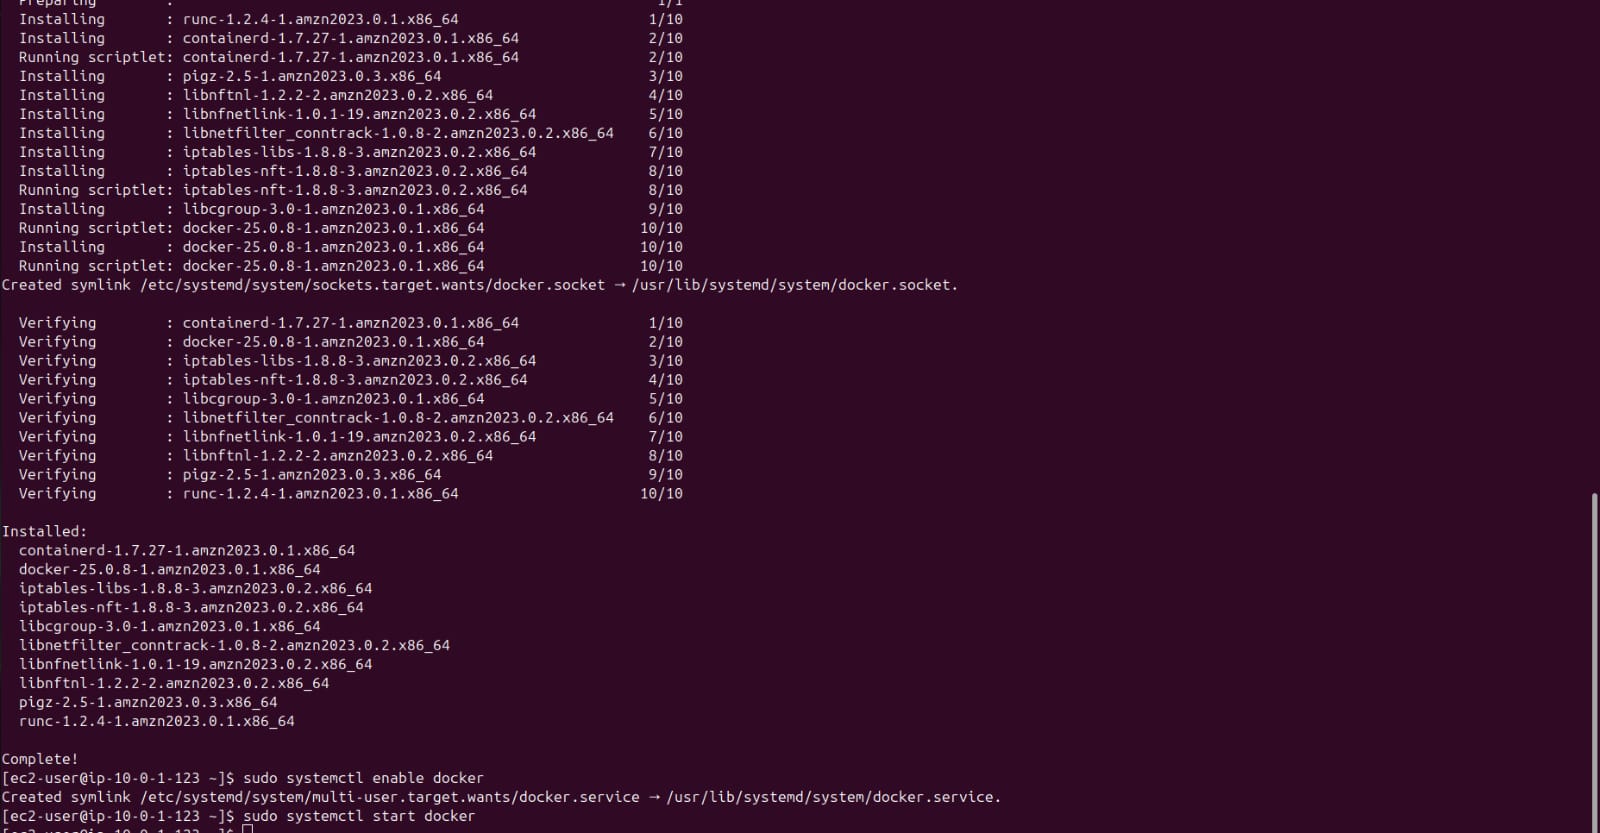 Preparing        :                                                        1/1
  Installing       : runc-1.2.4-1.amzn2023.0.1.x86_64                      1/10
  Installing       : containerd-1.7.27-1.amzn2023.0.1.x86_64               2/10
  Running scriptlet: containerd-1.7.27-1.amzn2023.0.1.x86_64               2/10
  Installing       : pigz-2.5-1.amzn2023.0.3.x86_64                        3/10
  Installing       : libnftnl-1.2.2-2.amzn2023.0.2.x86_64                  4/10
  Installing       : libnfnetlink-1.0.1-19.amzn2023.0.2.x86_64             5/10
  Installing       : libnetfilter_conntrack-1.0.8-2.amzn2023.0.2.x86_64    6/10
  Installing       : iptables-libs-1.8.8-3.amzn2023.0.2.x86_64             7/10
  Installing       : iptables-nft-1.8.8-3.amzn2023.0.2.x86_64              8/10
  Running scriptlet: iptables-nft-1.8.8-3.amzn2023.0.2.x86_64              8/10
  Installing       : libcgroup-3.0-1.amzn2023.0.1.x86_64                   9/10
  Running scriptlet: docker-25.0.8-1.amzn2023.0.1.x86_64                  10/10
  Installing       : docker-25.0.8-1.amzn2023.0.1.x86_64                  10/10
  Running scriptlet: docker-25.0.8-1.amzn2023.0.1.x86_64                  10/10
Created symlink /etc/systemd/system/sockets.target.wants/docker.socket → /usr/lib/systemd/system/docker.socket.
  Verifying        : containerd-1.7.27-1.amzn2023.0.1.x86_64               1/10
  Verifying        : docker-25.0.8-1.amzn2023.0.1.x86_64                   2/10
  Verifying        : iptables-libs-1.8.8-3.amzn2023.0.2.x86_64             3/10
  Verifying        : iptables-nft-1.8.8-3.amzn2023.0.2.x86_64              4/10
  Verifying        : libcgroup-3.0-1.amzn2023.0.1.x86_64                   5/10
  Verifying        : libnetfilter_conntrack-1.0.8-2.amzn2023.0.2.x86_64    6/10
  Verifying        : libnfnetlink-1.0.1-19.amzn2023.0.2.x86_64             7/10
  Verifying        : libnftnl-1.2.2-2.amzn2023.0.2.x86_64                  8/10
  Verifying        : pigz-2.5-1.amzn2023.0.3.x86_64                        9/10
  Verifying        : runc-1.2.4-1.amzn2023.0.1.x86_64                     10/10
Installed:
  containerd-1.7.27-1.amzn2023.0.1.x86_64
  docker-25.0.8-1.amzn2023.0.1.x86_64
  iptables-libs-1.8.8-3.amzn2023.0.2.x86_64
  iptables-nft-1.8.8-3.amzn2023.0.2.x86_64
  libcgroup-3.0-1.amzn2023.0.1.x86_64
  libnetfilter_conntrack-1.0.8-2.amzn2023.0.2.x86_64
  libnfnetlink-1.0.1-19.amzn2023.0.2.x86_64
  libnftnl-1.2.2-2.amzn2023.0.2.x86_64
  pigz-2.5-1.amzn2023.0.3.x86_64
  runc-1.2.4-1.amzn2023.0.1.x86_64
Complete!
[ec2-user@ip-10-0-1-123 ~]$ sudo systemctl enable docker
Created symlink /etc/systemd/system/multi-user.target.wants/docker.service → /usr/lib/systemd/system/docker.service.
[ec2-user@ip-10-0-1-123 ~]$ sudo systemctl start docker
[ec2-user@ip-10-0-1-123 ~]$